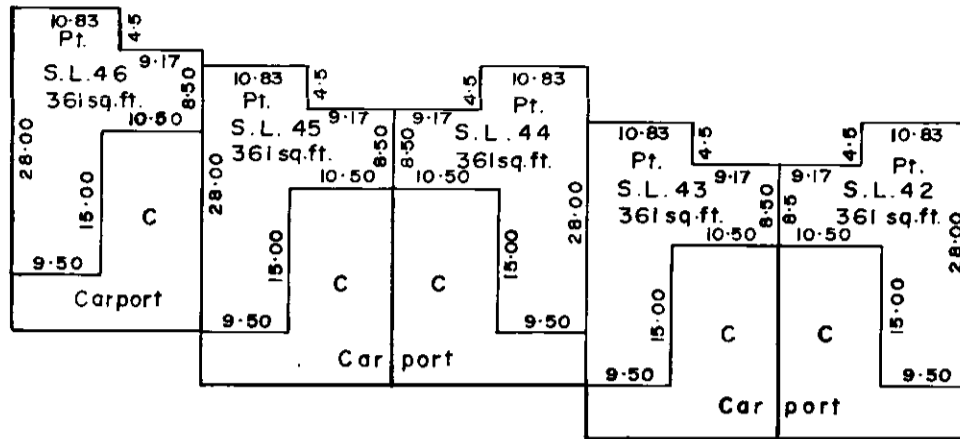 10.83
4.5
Pt.
9.17
S.L.46
361 sq.ft.
8.50
10.50
28.00
15.00
C
9.50
Carport
10.83
4.5
Pt.
9.17
S.L.45
361 sq.ft.
8.50
10.50
28.00
15.00
C
9.50
10.83
4.5
Pt.
9.17
S.L.44
361 sq.ft.
8.50
10.50
28.00
15.00
C
9.50
Car port
10.83
4.5
Pt.
9.17
S.L.43
361 sq.ft.
8.50
10.50
15.00
C
9.50
10.83
4.5
Pt.
9.17
S.L.42
361 sq.ft.
8.5
10.50
28.00
15.00
C
9.50
Car port